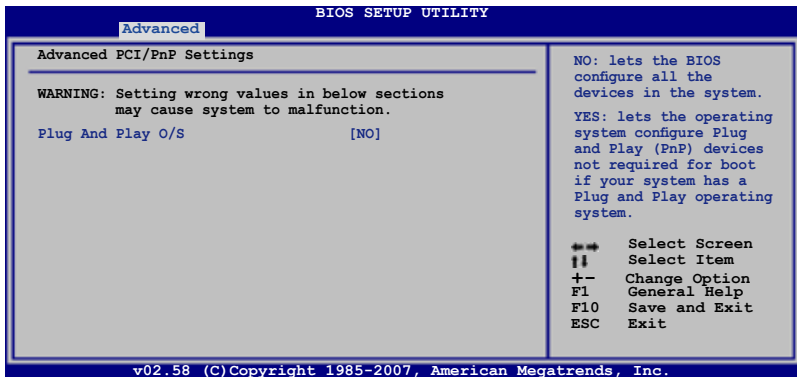 BIOS SETUP UTILITY
Advanced
Advanced PCI/PnP Settings
WARNING: Setting wrong values in below sections
may cause system to malfunction.
Plug And Play O/S [NO]
NO: lets the BIOS
configure all the
devices in the system.
YES: lets the operating
system configure Plug
and Play (PnP) devices
not required for boot
if your system has a
Plug and Play operating
system.
←→ Select Screen
↑↓ Select Item
+- Change Option
F1 General Help
F10 Save and Exit
ESC Exit
v02.58 (C)Copyright 1985-2007, American Megatrends, Inc.